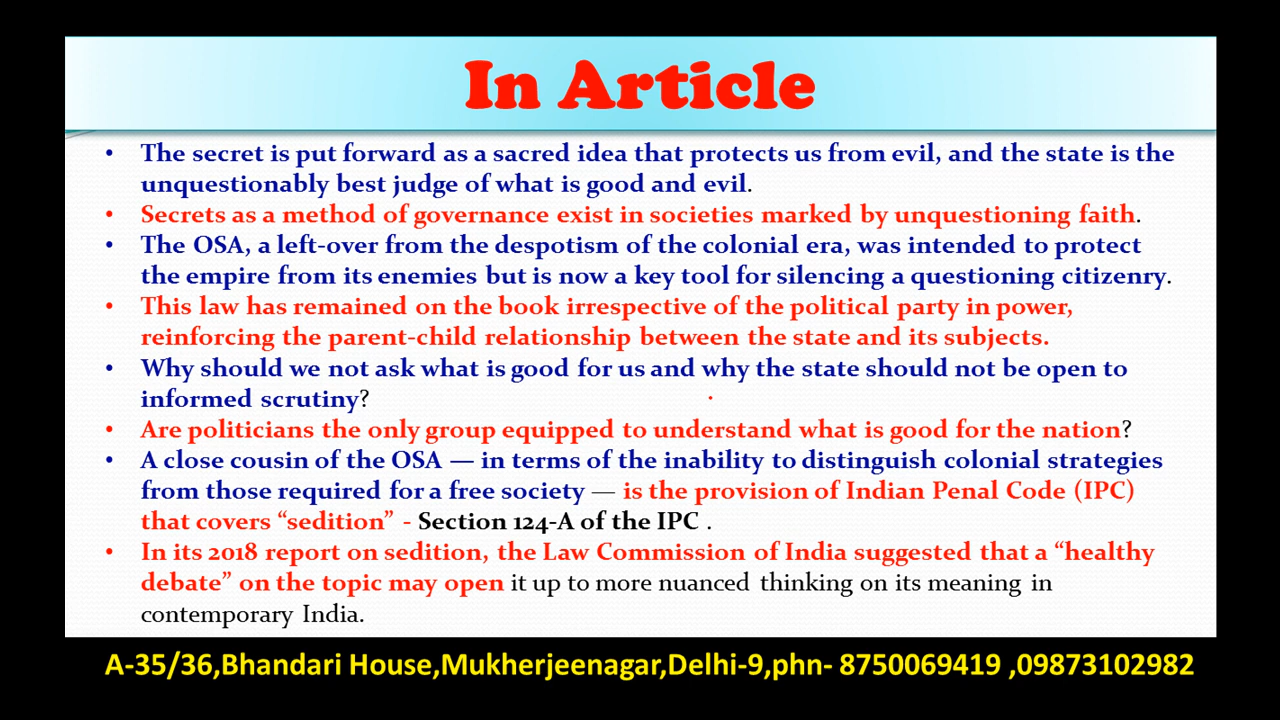 In Article
• The secret is put forward as a sacred idea that protects us from evil, and the state is the
unquestionably best judge of what is good and evil.
• Secrets as a method of governance exist in societies marked by unquestioning faith.
• The OSA, a left-over from the despotism of the colonial era, was intended to protect
the empire from its enemies but is now a key tool for silencing a questioning citizenry.
• This law has remained on the book irrespective of the political party in power,
reinforcing the parent-child relationship between the state and its subjects.
• Why should we not ask what is good for us and why the state should not be open to
informed scrutiny?
• Are politicians the only group equipped to understand what is good for the nation?
• A close cousin of the OSA — in terms of the inability to distinguish colonial strategies
from those required for a free society — is the provision of Indian Penal Code (IPC)
that covers “sedition” - Section 124-A of the IPC .
• In its 2018 report on sedition, the Law Commission of India suggested that a “healthy
debate” on the topic may open it up to more nuanced thinking on its meaning in
contemporary India.
A-35/36,Bhandari House,Mukherjeenagar,Delhi-9,phn- 8750069419 ,09873102982